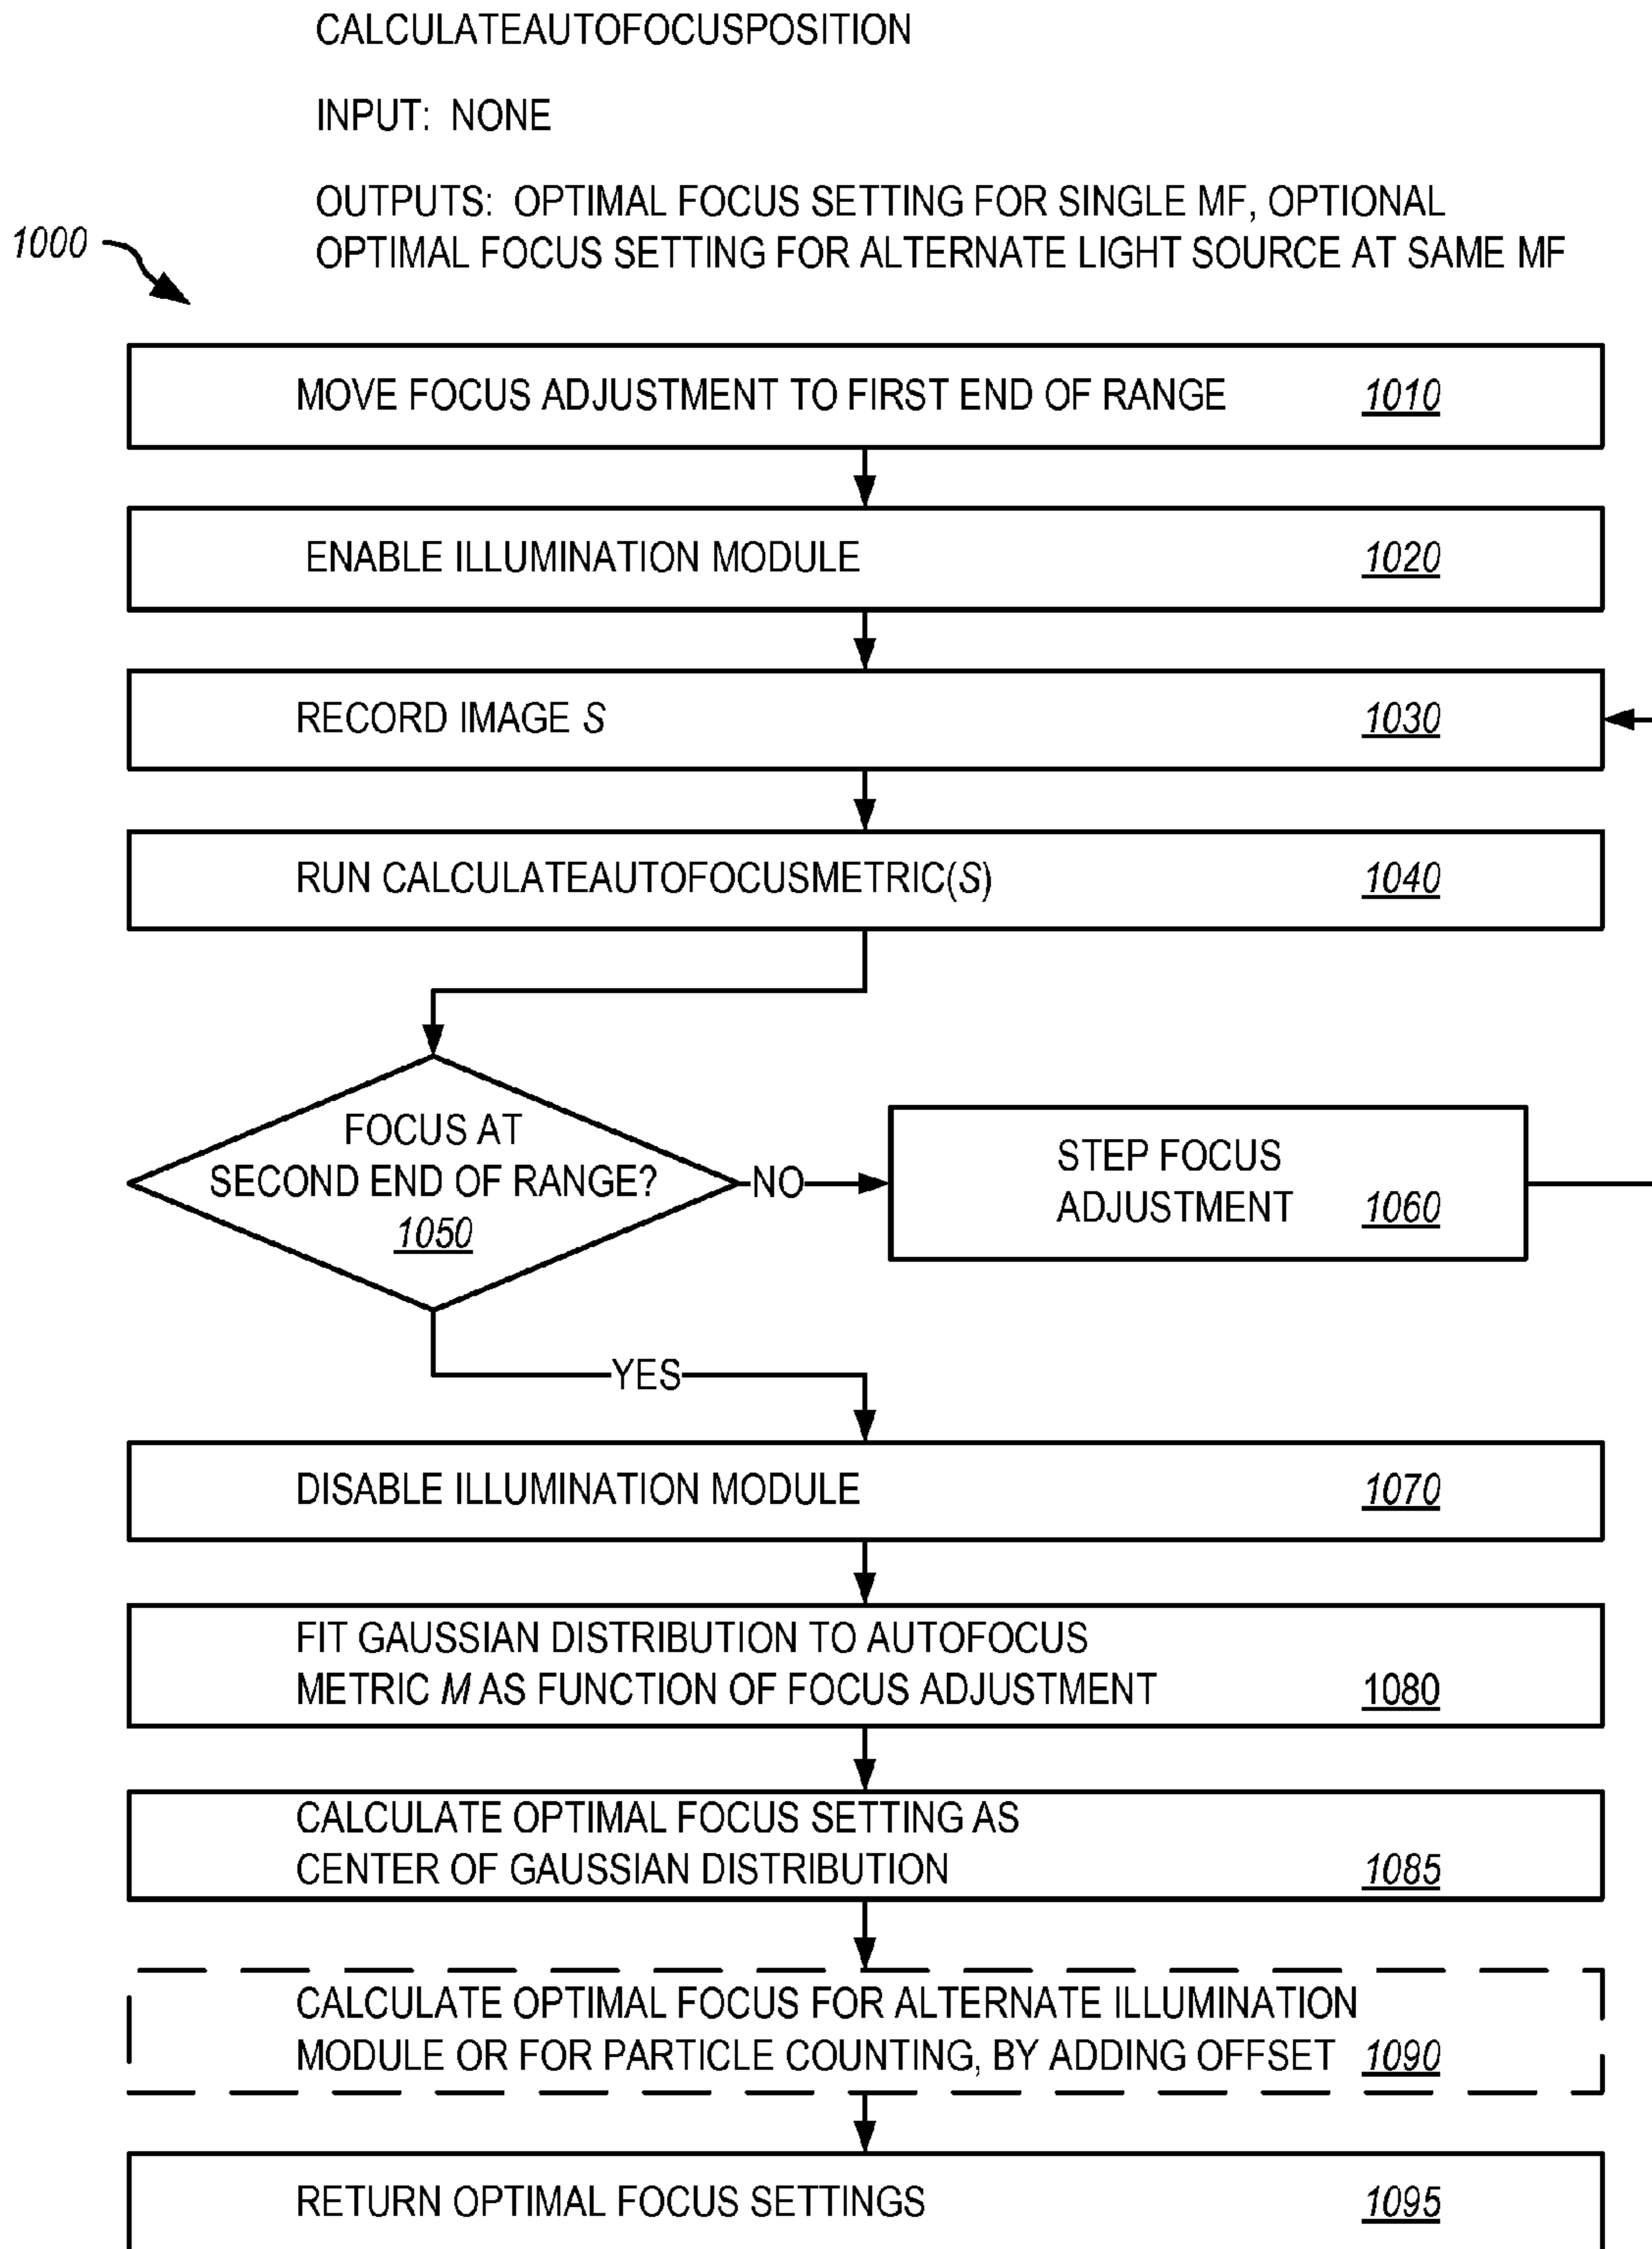 CALCULATEAUTOFOCUSPOSITION
INPUT: NONE
OUTPUTS: OPTIMAL FOCUS SETTING FOR SINGLE MF, OPTIONAL
OPTIMAL FOCUS SETTING FOR ALTERNATE LIGHT SOURCE AT SAME MF
1000
MOVE FOCUS ADJUSTMENT TO FIRST END OF RANGE 1010
ENABLE ILLUMINATION MODULE 1020
RECORD IMAGE S 1030
RUN CALCULATEAUTOFOCUSMETRIC(S) 1040
FOCUS AT
SECOND END OF RANGE?
1050
NO
STEP FOCUS
ADJUSTMENT 1060
YES
DISABLE ILLUMINATION MODULE 1070
FIT GAUSSIAN DISTRIBUTION TO AUTOFOCUS
METRIC M AS FUNCTION OF FOCUS ADJUSTMENT 1080
CALCULATE OPTIMAL FOCUS SETTING AS
CENTER OF GAUSSIAN DISTRIBUTION 1085
CALCULATE OPTIMAL FOCUS FOR ALTERNATE ILLUMINATION
MODULE OR FOR PARTICLE COUNTING, BY ADDING OFFSET 1090
RETURN OPTIMAL FOCUS SETTINGS 1095